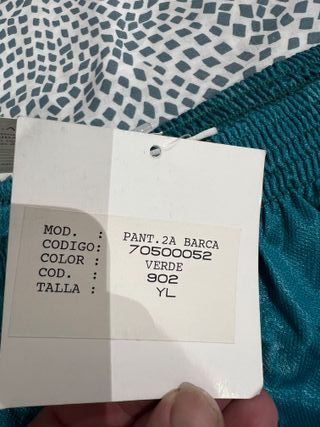 MOD. : PANT.2A BARCA
CODIGO: 70500052
COLOR : VERDE
COD. : 902
TALLA : YL